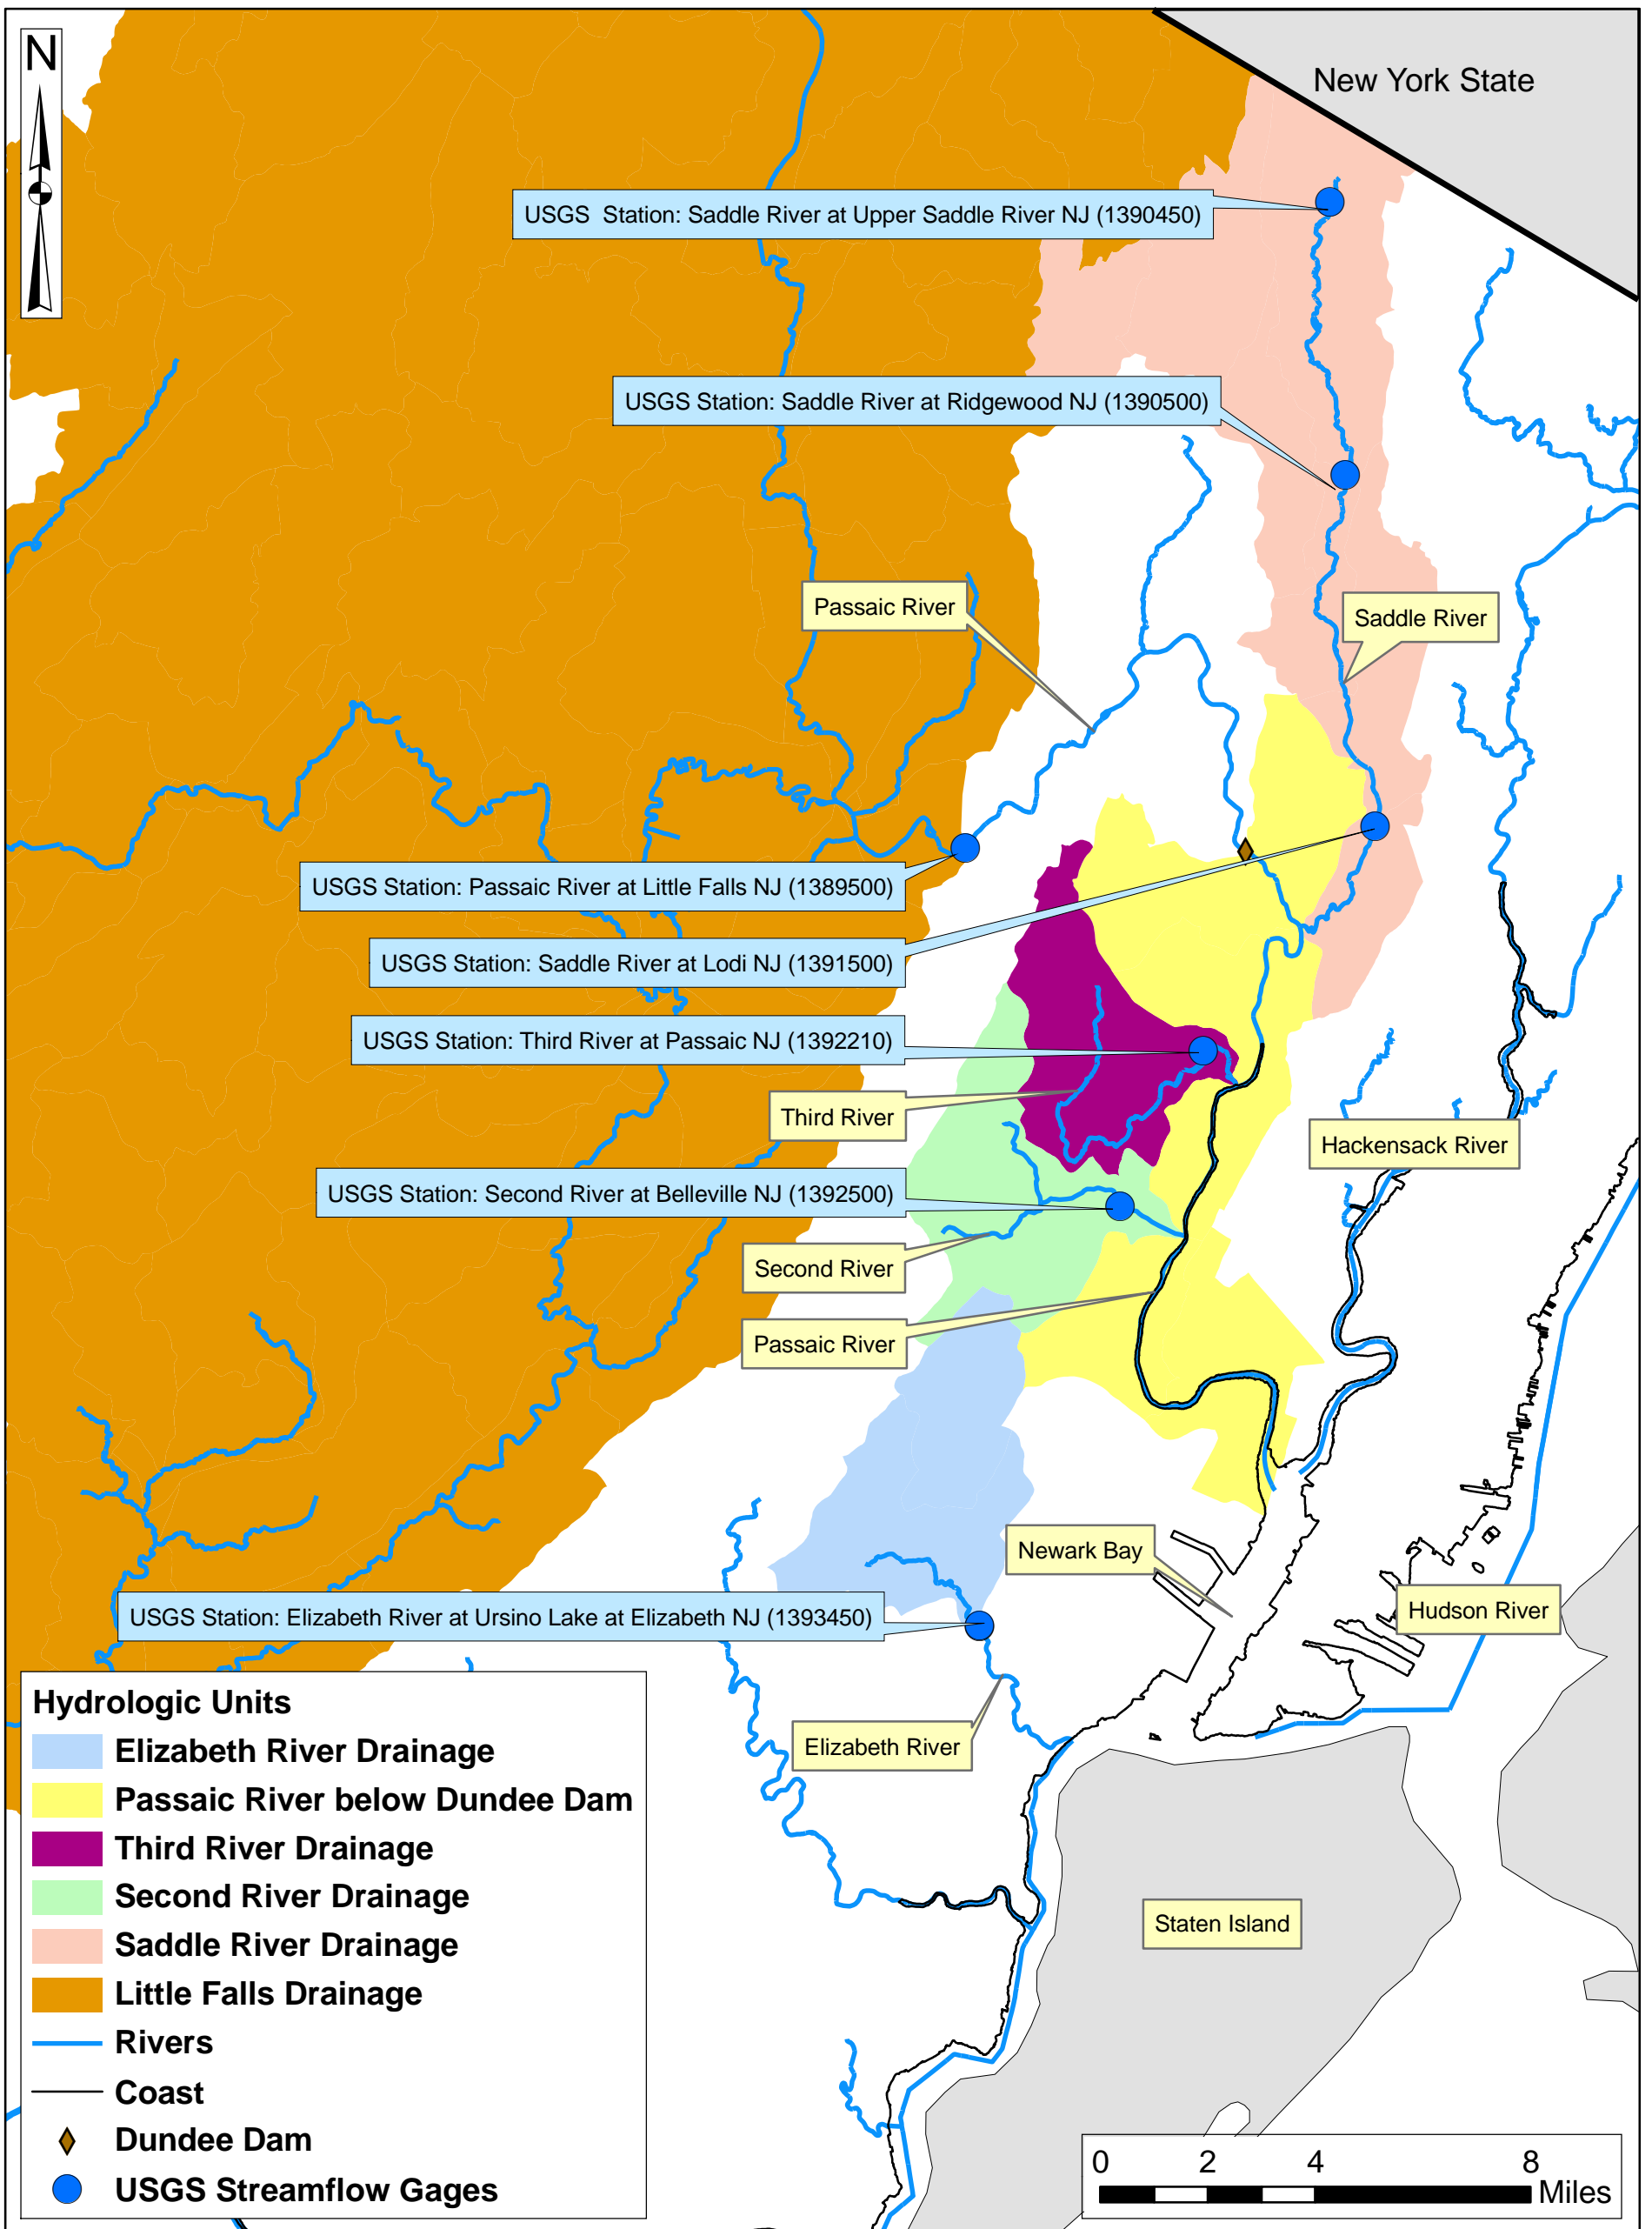 N
New York State
USGS  Station: Saddle River at Upper Saddle River NJ (1390450)
USGS Station: Saddle River at Ridgewood NJ (1390500)
Passaic River
Saddle River
USGS Station: Passaic River at Little Falls NJ (1389500)
USGS Station: Saddle River at Lodi NJ (1391500)
USGS Station: Third River at Passaic NJ (1392210)
Third River
Hackensack River
USGS Station: Second River at Belleville NJ (1392500)
Second River
Passaic River
Newark Bay
Hudson River
USGS Station: Elizabeth River at Ursino Lake at Elizabeth NJ (1393450)
Elizabeth River
Staten Island
Hydrologic Units
Elizabeth River Drainage
Passaic River below Dundee Dam
Third River Drainage
Second River Drainage
Saddle River Drainage
Little Falls Drainage
Rivers
Coast
Dundee Dam
USGS Streamflow Gages
0 2 4 8
Miles